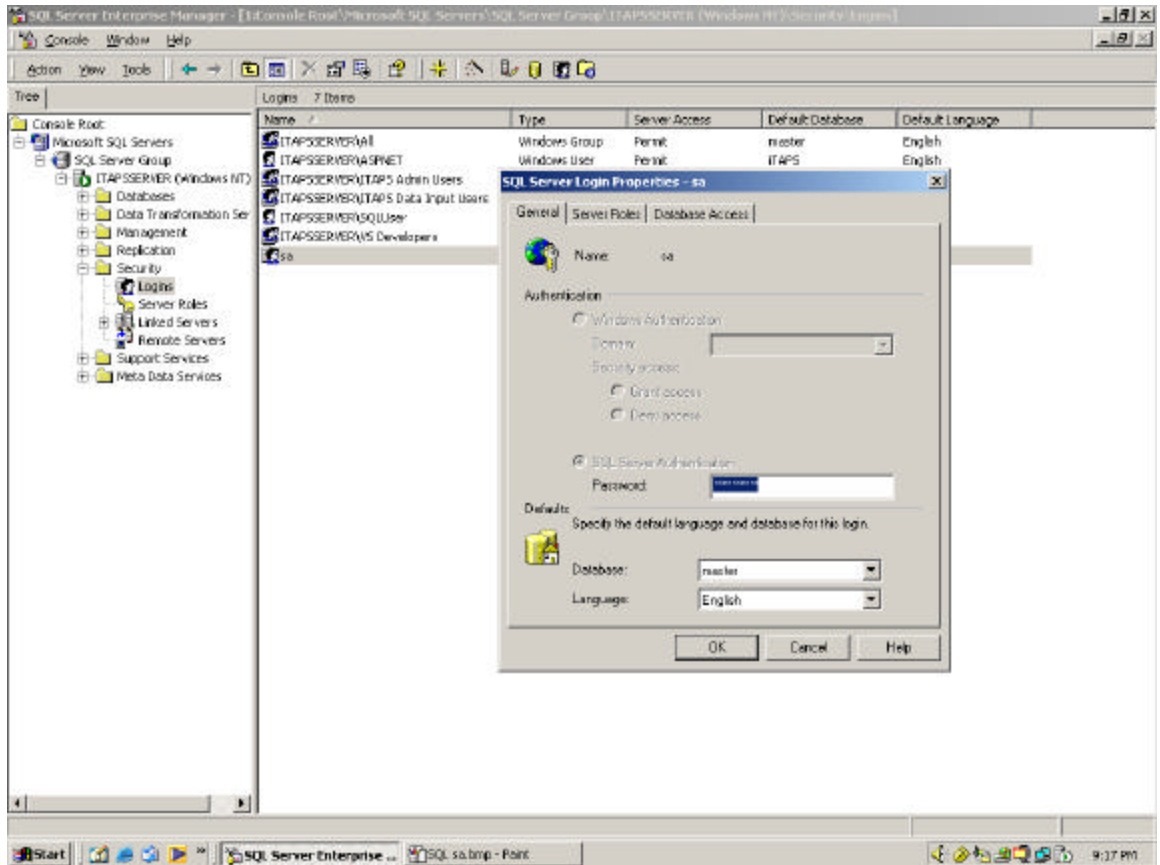 SQL Server Enterprise Manager - [1:Console Root\Microsoft SQL Servers\SQL Server Group\ITAPSSERVER (Windows NT)\Security\Logins]
Console Window Help
Action View Tools
Tree
Logins 7 Items
Console Root
Microsoft SQL Servers
SQL Server Group
ITAPSSERVER (Windows NT)
Databases
Data Transformation Ser
Management
Replication
Security
Logins
Server Roles
Linked Servers
Remote Servers
Support Services
Meta Data Services
Name Type Server Access Default Database Default Language
ITAPSSERVER\All Windows Group Permit master English
ITAPSSERVER\ASPNET Windows User Permit iTAPS English
ITAPSSERVER\ITAPS Admin Users
ITAPSSERVER\ITAPS Data Input Users
ITAPSSERVER\SQLUser
ITAPSSERVER\VS Developers
sa
SQL Server Login Properties - sa
General Server Roles Database Access
Name: sa
Authentication
Windows Authentication
Domain:
Security access:
Grant access
Deny access
SQL Server Authentication
Password:
**********
Defaults
Specify the default language and database for this login.
Database: master
Language: English
OK Cancel Help
Start
SQL Server Enterprise ...
SQL sa.bmp - Paint
9:17 PM